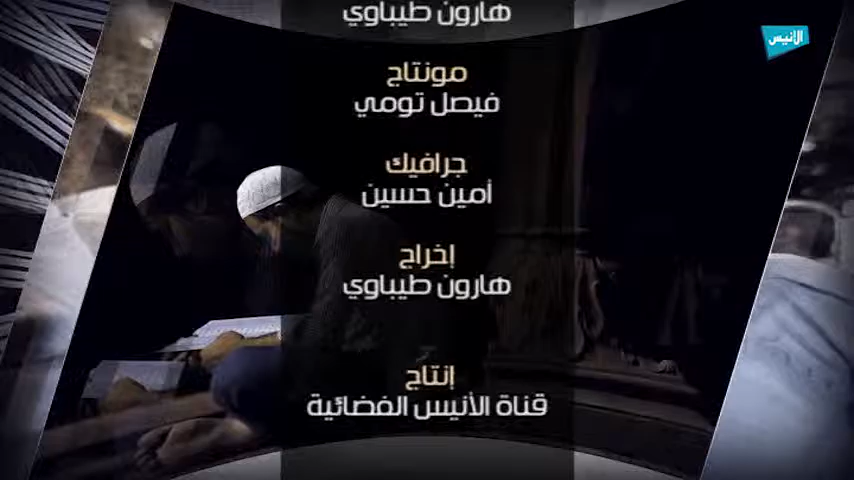 هارون طيباوي
الأنيس
مونتاج
فيصل تومي
جرافيك
أمين حسين
إخراج
هارون طيباوي
إنتاج
قناة الأنيس الفضائية